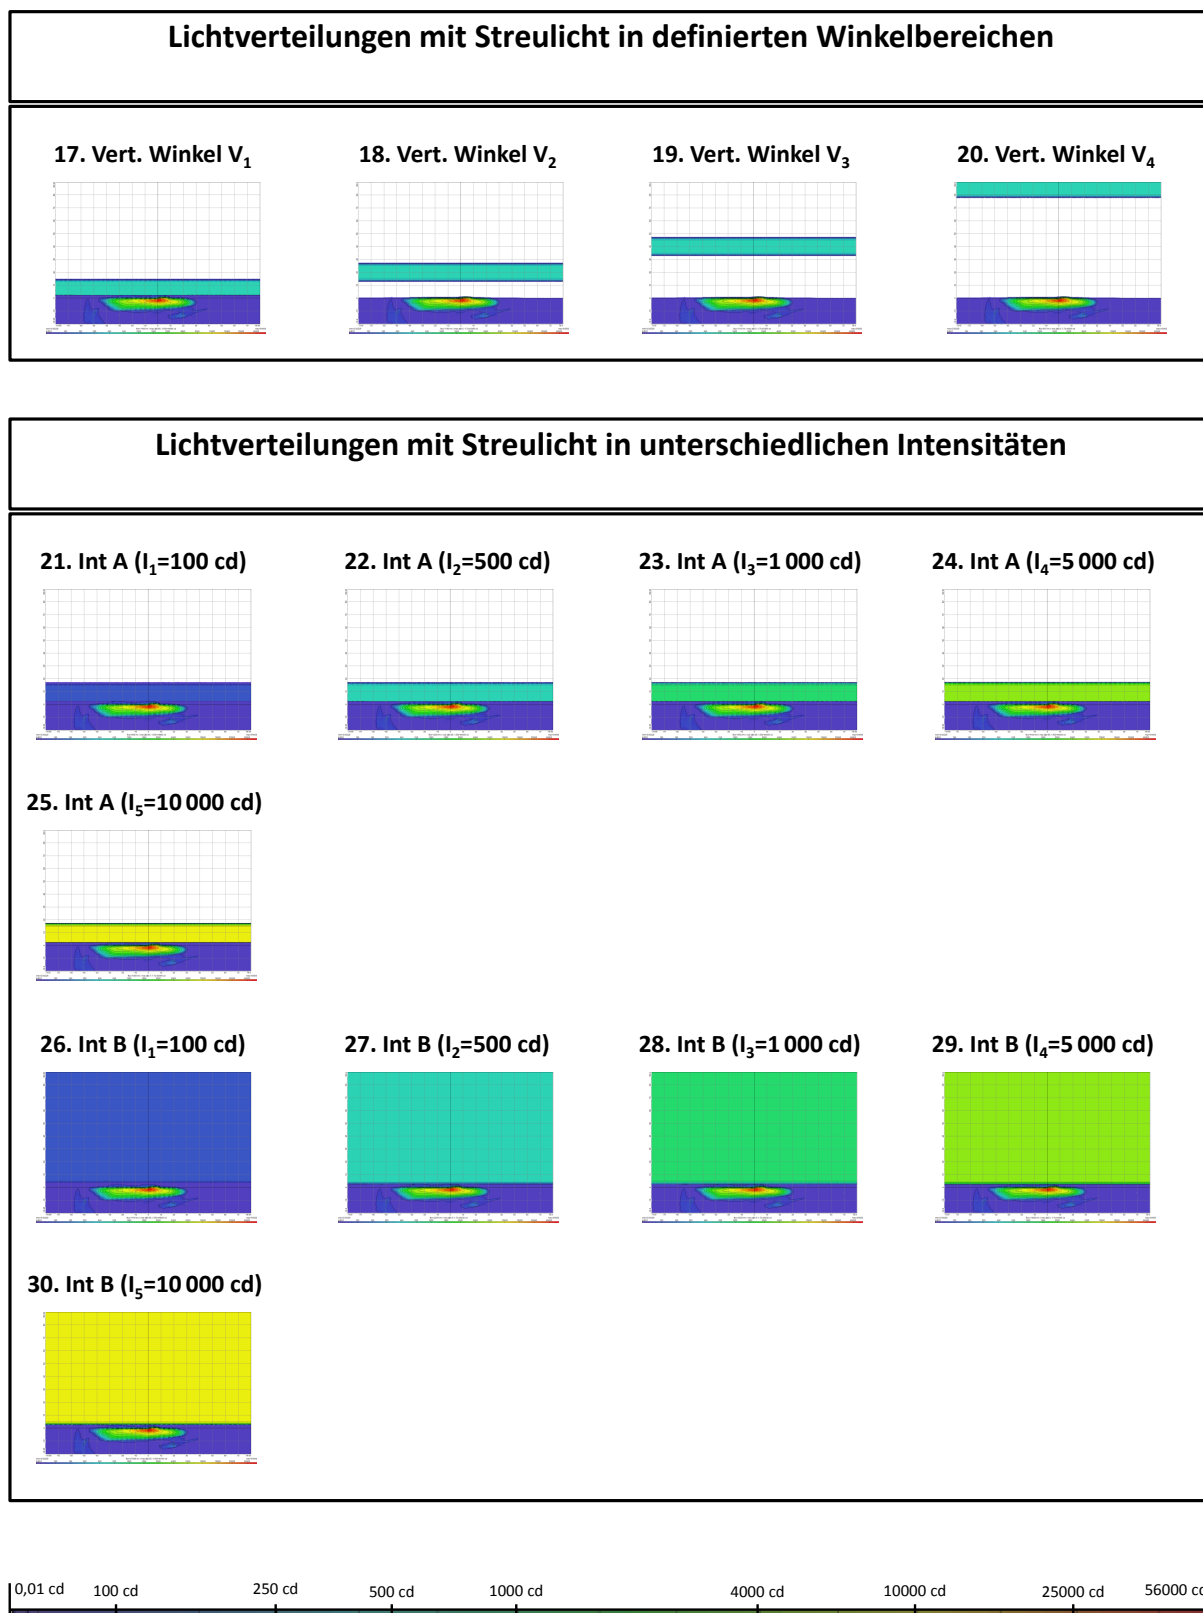 Lichtverteilungen mit Streulicht in definierten Winkelbereichen
17. Vert. Winkel V₁
18. Vert. Winkel V₂
19. Vert. Winkel V₃
20. Vert. Winkel V₄
Lichtverteilungen mit Streulicht in unterschiedlichen Intensitäten
21. Int A (I₁=100 cd)
22. Int A (I₂=500 cd)
23. Int A (I₃=1 000 cd)
24. Int A (I₄=5 000 cd)
25. Int A (I₅=10 000 cd)
26. Int B (I₁=100 cd)
27. Int B (I₂=500 cd)
28. Int B (I₃=1 000 cd)
29. Int B (I₄=5 000 cd)
30. Int B (I₅=10 000 cd)
0,01 cd 100 cd 250 cd 500 cd 1000 cd 4000 cd 10000 cd 25000 cd 56000 cd